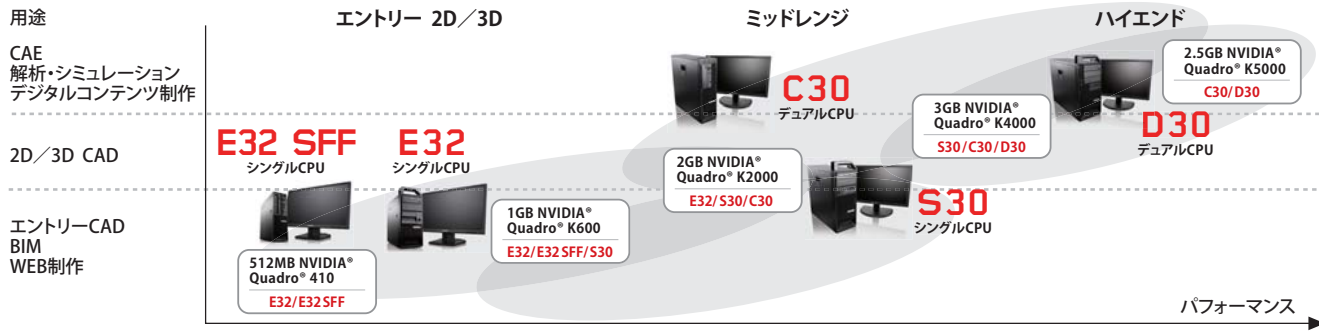 用途
エントリー 2D／3D
ミッドレンジ
ハイエンド
CAE
解析・シミュレーション
デジタルコンテンツ制作
C30
デュアルCPU
2.5GB NVIDIA®
Quadro® K5000
C30/D30
3GB NVIDIA®
Quadro® K4000
S30/C30/D30
D30
デュアルCPU
2D／3D CAD
E32 SFF
シングルCPU
E32
シングルCPU
2GB NVIDIA®
Quadro® K2000
E32/S30/C30
S30
シングルCPU
エントリーCAD
BIM
WEB制作
1GB NVIDIA®
Quadro® K600
E32/E32 SFF/S30
512MB NVIDIA®
Quadro® 410
E32/E32 SFF
パフォーマンス